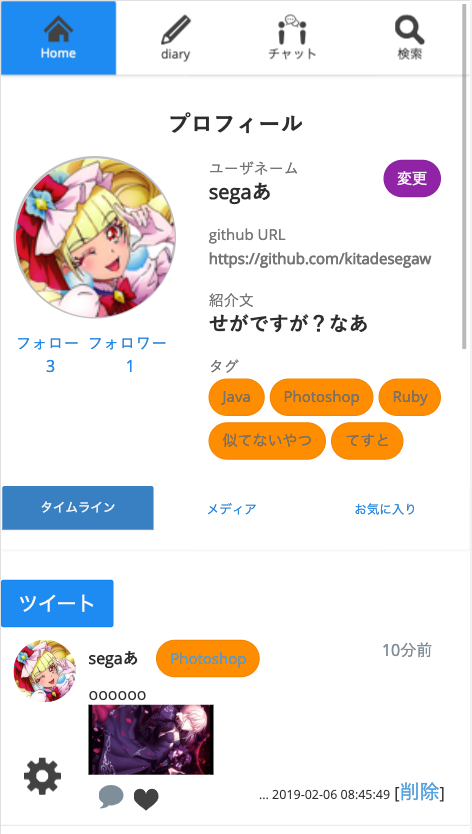 Home diary チャット 検索
プロフィール
ユーザネーム
segaあ
変更
github URL
https://github.com/kitadesegaw
紹介文
せがですが？なあ
フォロー フォロワー
3 1
タグ
Java Photoshop Ruby
似てないやつ てすと
タイムライン メディア お気に入り
ツイート
segaあ Photoshop 10分前
oooooo
... 2019-02-06 08:45:49 [削除]